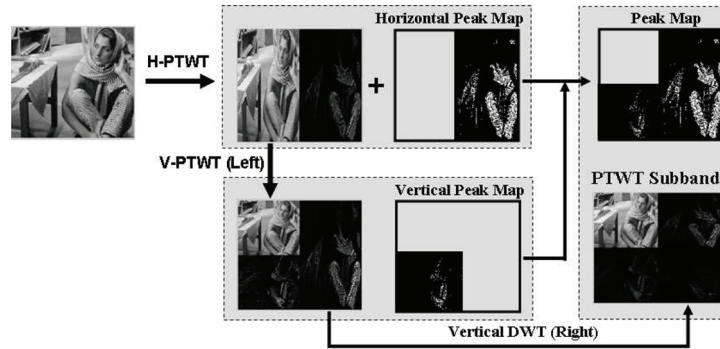 Horizontal Peak Map
Peak Map
H-PTWT
+
V-PTWT (Left)
Vertical Peak Map
PTWT Subband
Vertical DWT (Right)